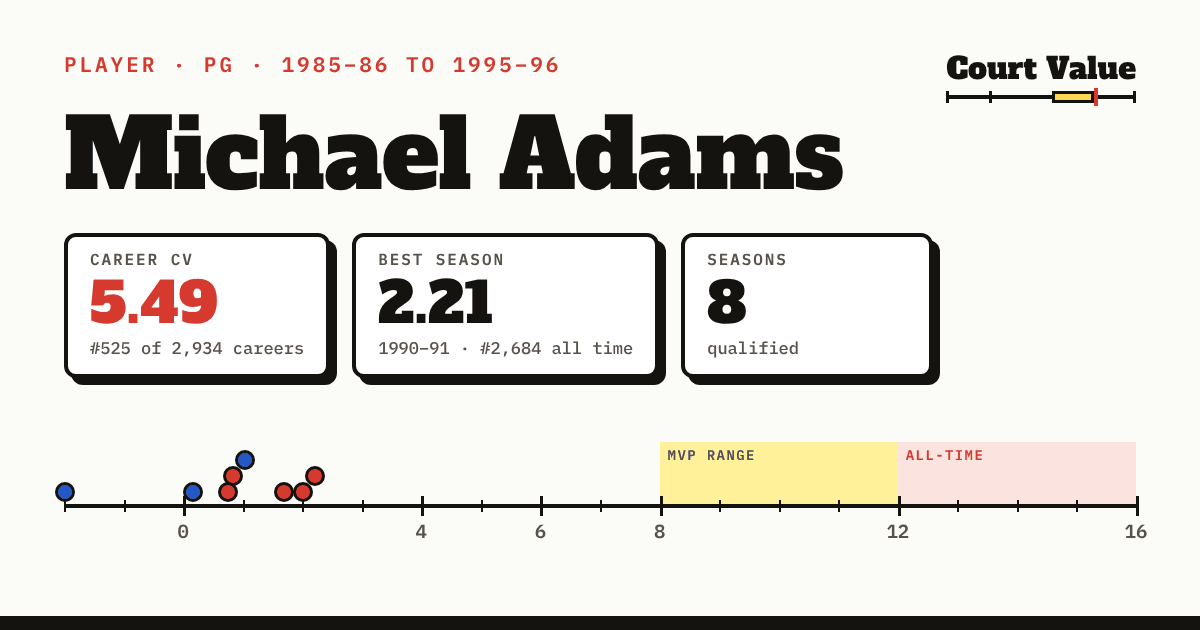 PLAYER · PG · 1985–86 TO 1995–96
Court Value
Michael Adams
CAREER CV
5.49
#525 of 2,934 careers
BEST SEASON
2.21
1990–91 · #2,684 all time
SEASONS
8
qualified
MVP RANGE
ALL-TIME
0
4
6
8
12
16